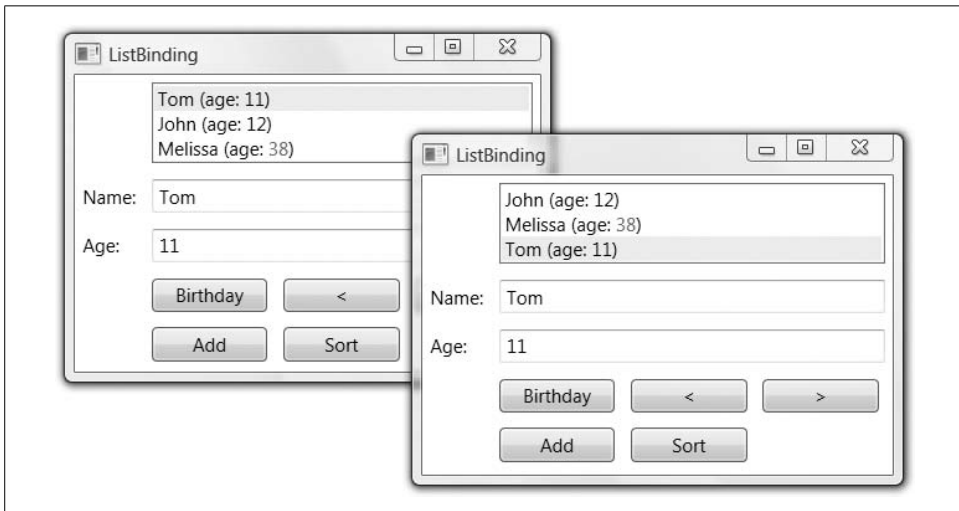 ListBinding
Tom (age: 11)
John (age: 12)
Melissa (age: 38)
Name: Tom
Age: 11
Birthday <
Add Sort
ListBinding
John (age: 12)
Melissa (age: 38)
Tom (age: 11)
Name: Tom
Age: 11
Birthday < >
Add Sort